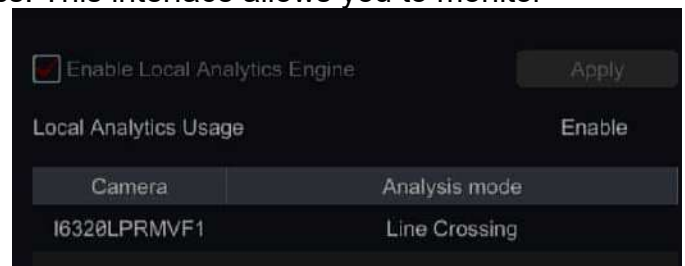 This interface allows you to monitor
Enable Local Analytics Engine Apply
Local Analytics Usage Enable
Camera Analysis mode
I6320LPRMVF1 Line Crossing